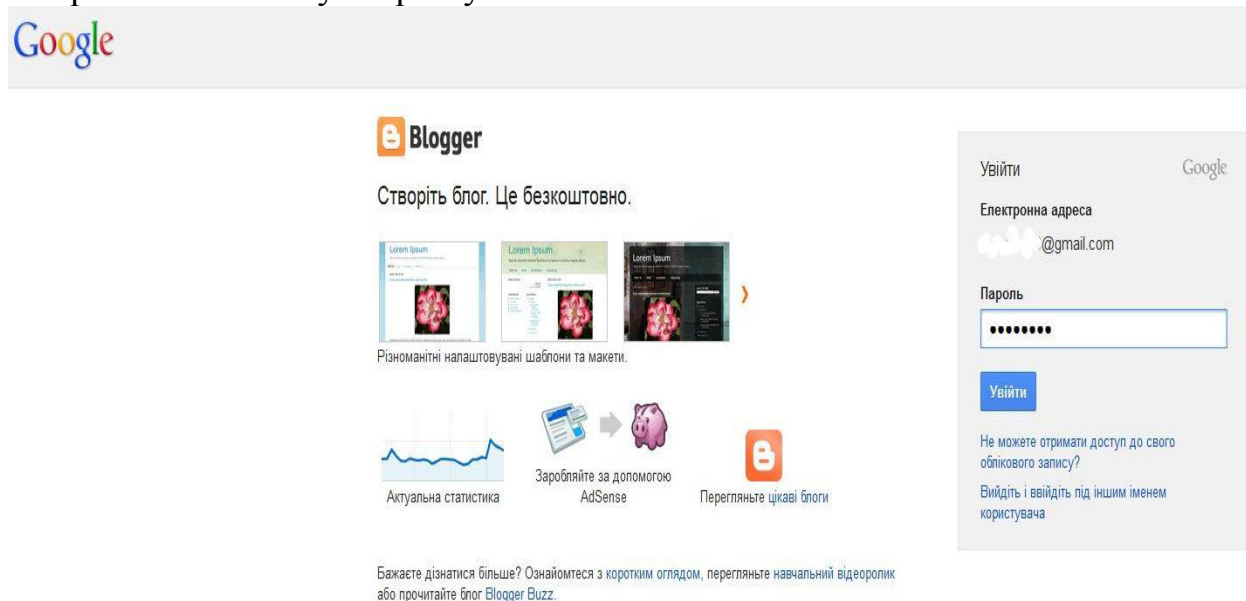 Google
Blogger
Створіть блог. Це безкоштовно.
Lorem Ipsum
Lorem Ipsum
Lorem Ipsum
Різноманітні налаштовувані шаблони та макети.
Актуальна статистика
Заробляйте за допомогою
AdSense
Перегляньте цікаві блоги
Бажаєте дізнатися більше? Ознайомтеся з коротким оглядом, перегляньте навчальний відеоролик
або прочитайте блог Blogger Buzz.
Увійти
Google
Електронна адреса
@gmail.com
Пароль
Увійти
Не можете отримати доступ до свого
облікового запису?
Вийдіть і ввійдіть під іншим іменем
користувача